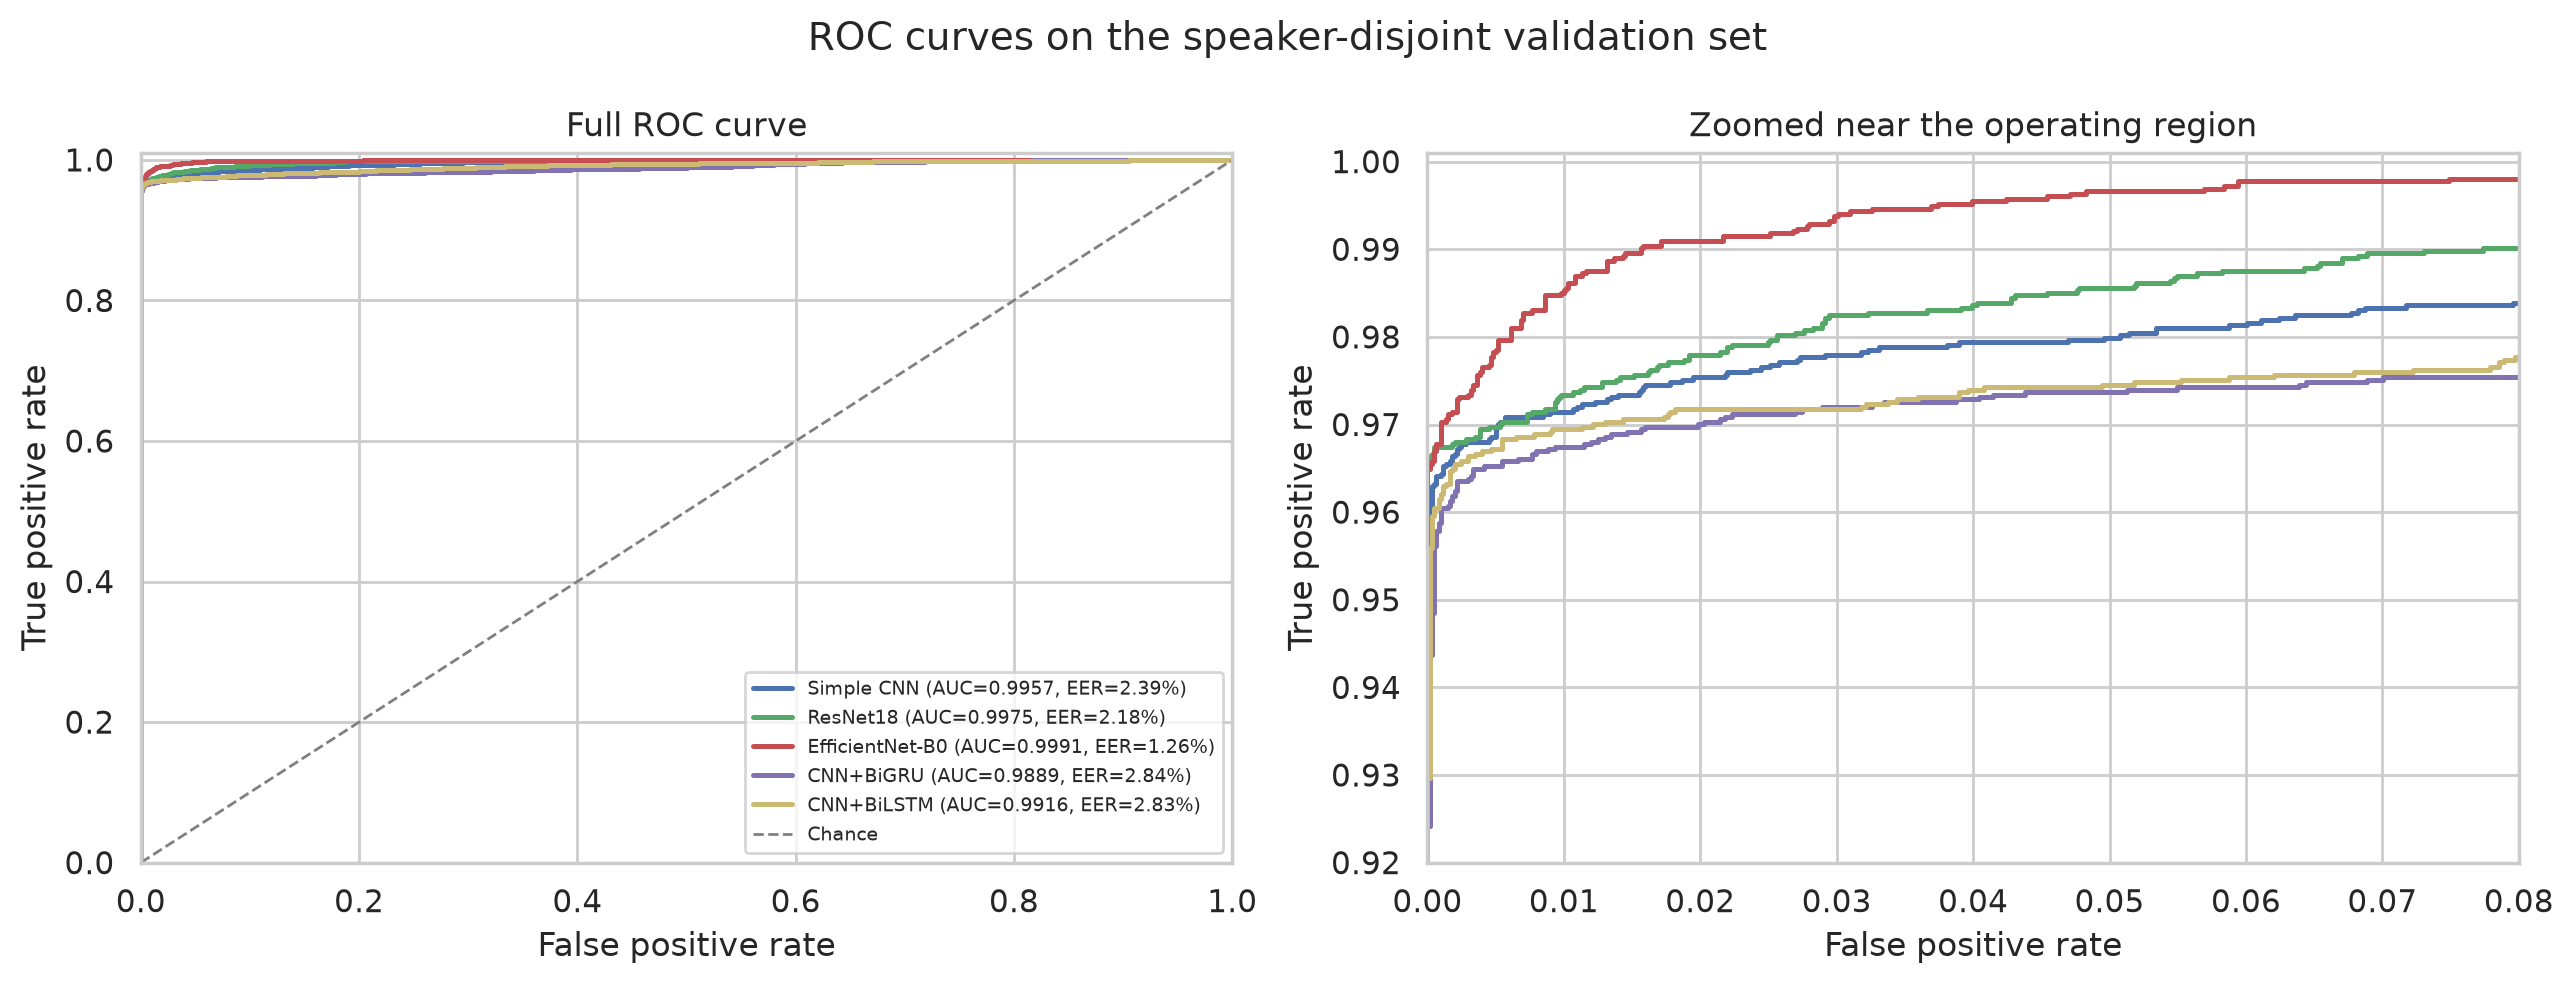 ROC curves on the speaker-disjoint validation set
Full ROC curve
1.0
0.8
0.6
0.4
0.2
0.0
True positive rate
0.0 0.2 0.4 0.6 0.8 1.0
False positive rate
Simple CNN (AUC=0.9957, EER=2.39%)
ResNet18 (AUC=0.9975, EER=2.18%)
EfficientNet-B0 (AUC=0.9991, EER=1.26%)
CNN+BiGRU (AUC=0.9889, EER=2.84%)
CNN+BiLSTM (AUC=0.9916, EER=2.83%)
Chance
Zoomed near the operating region
1.00
0.99
0.98
0.97
0.96
0.95
0.94
0.93
0.92
True positive rate
0.00 0.01 0.02 0.03 0.04 0.05 0.06 0.07 0.08
False positive rate